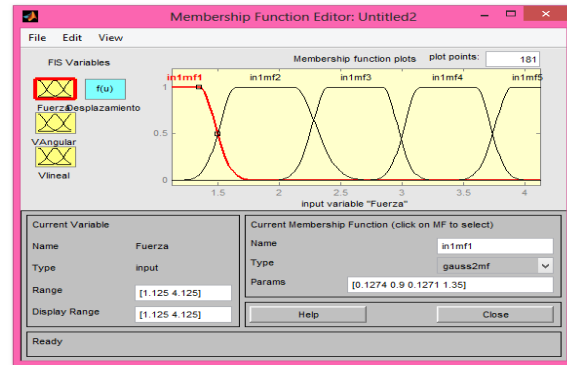 Membership Function Editor: Untitled2
File Edit View
FIS Variables
f(u)
Fuerza
Desplazamiento
VAngular
Vlineal
Membership function plots
plot points: 181
in1mf1 in1mf2 in1mf3 in1mf4 in1mf5
1
0.5
0
1.5 2 2.5 3 3.5 4
input variable "Fuerza"
Current Variable
Name Fuerza
Type input
Range [1.125 4.125]
Display Range [1.125 4.125]
Current Membership Function (click on MF to select)
Name in1mf1
Type gauss2mf
Params [0.1274 0.9 0.1271 1.35]
Help Close
Ready